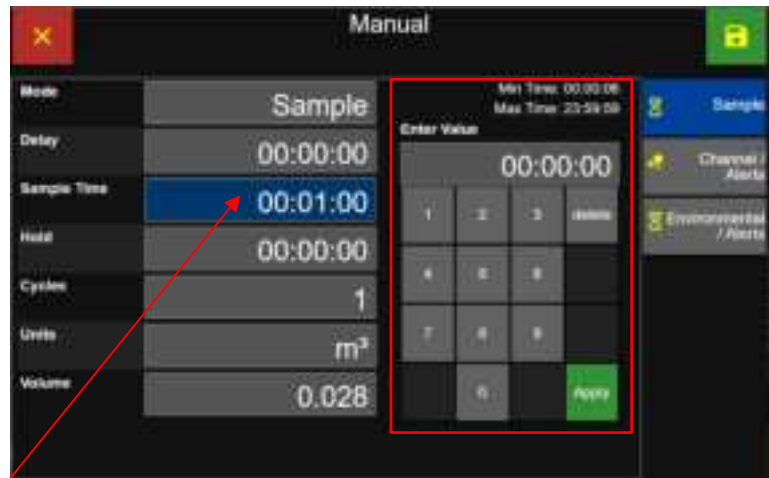 Manual
Mode
Sample
Delay
00:00:00
Sample Time
00:01:00
Hold
00:00:00
Cycles
1
Units
m³
Volume
0.028
Min Time: 00:00:06
Max Time: 23:59:59
Enter Value
00:00:00
1 2 3 delete
4 5 6
7 8 9
0 Apply
Sample
Channel /
Alerts
Environmental
/ Alerts